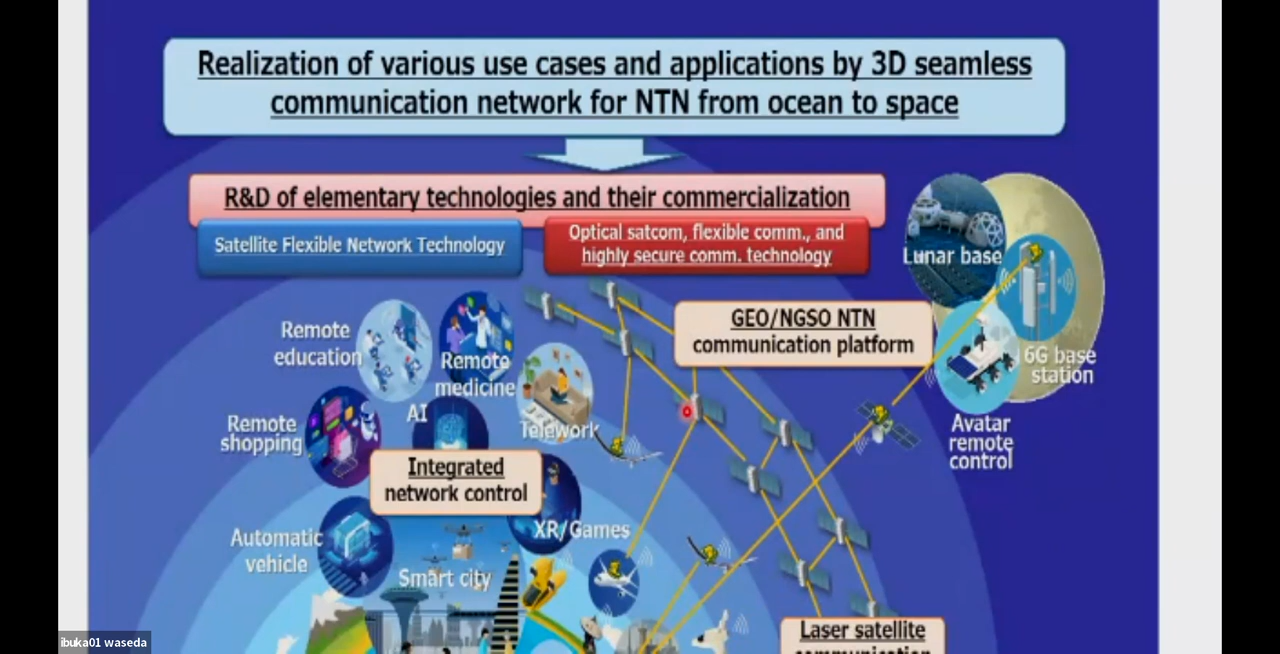 Realization of various use cases and applications by 3D seamless
communication network for NTN from ocean to space
R&D of elementary technologies and their commercialization
Satellite Flexible Network Technology
Optical satcom, flexible comm., and
highly secure comm. technology
Lunar base
GEO/NGSO NTN
communication platform
6G base
station
Avatar
remote
control
Remote
education
Remote
medicine
Telework
AI
Remote
shopping
Integrated
network control
XR/Games
Automatic
vehicle
Smart city
Laser satellite
communication
ibuka01 waseda